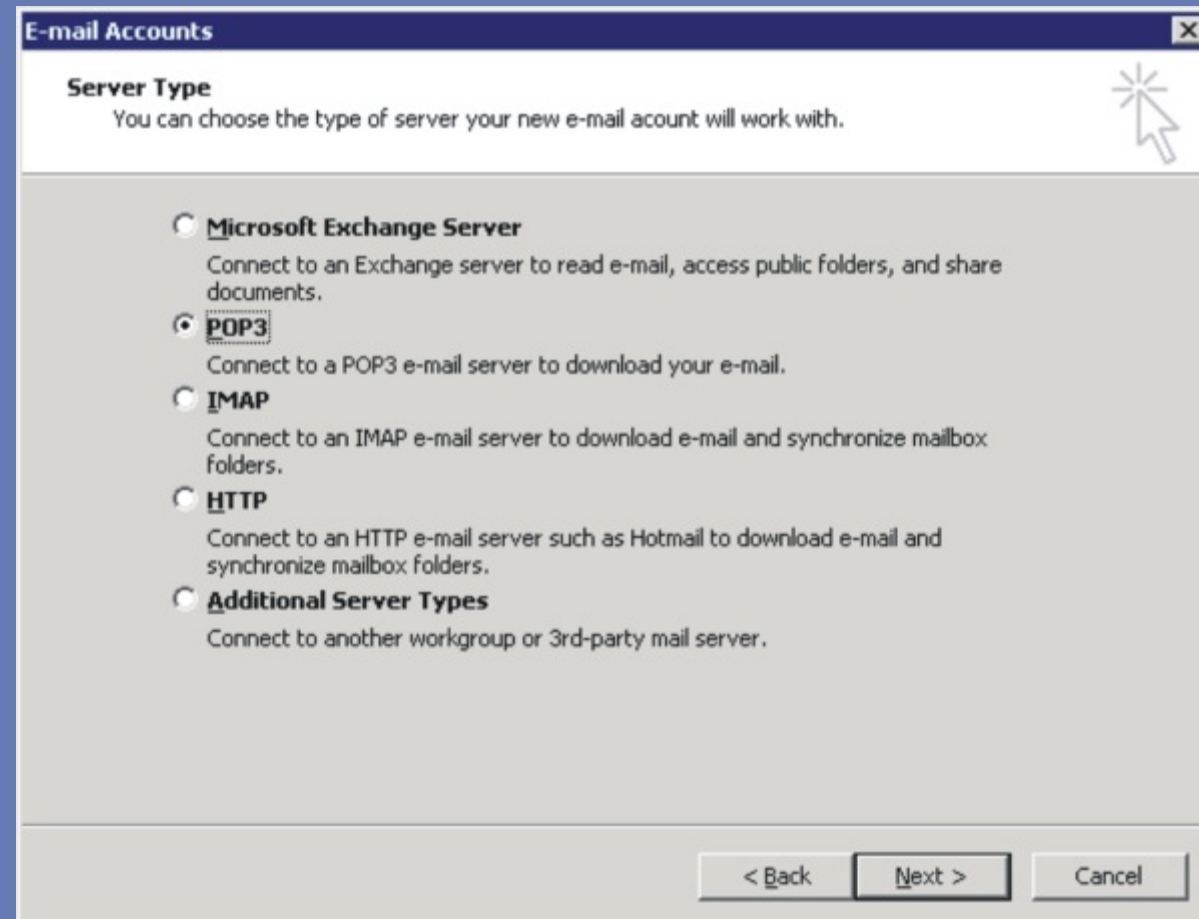 E-mail Accounts
Server Type
You can choose the type of server your new e-mail acount will work with.
Microsoft Exchange Server
Connect to an Exchange server to read e-mail, access public folders, and share
documents.
POP3
Connect to a POP3 e-mail server to download your e-mail.
IMAP
Connect to an IMAP e-mail server to download e-mail and synchronize mailbox
folders.
HTTP
Connect to an HTTP e-mail server such as Hotmail to download e-mail and
synchronize mailbox folders.
Additional Server Types
Connect to another workgroup or 3rd-party mail server.
< Back Next > Cancel